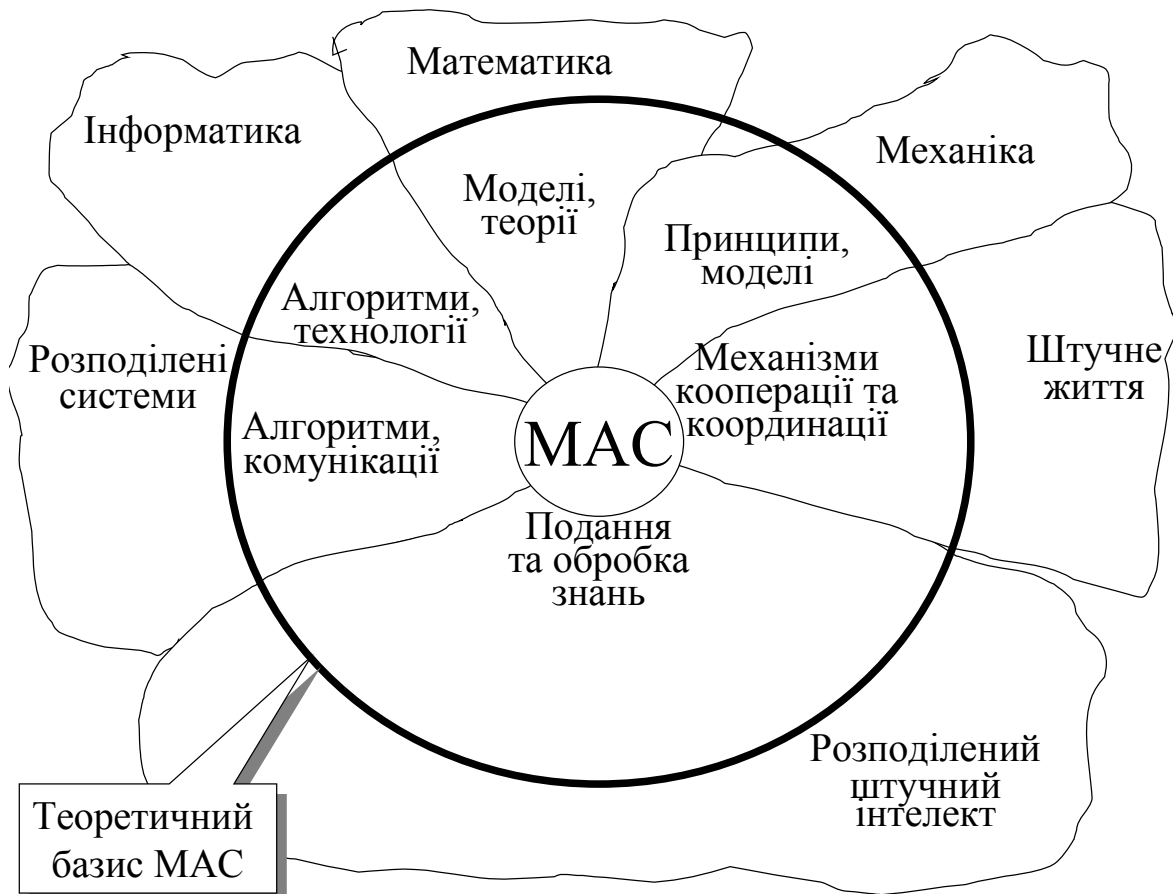 Математика
Інформатика
Механіка
Моделі,
теорії
Принципи,
моделі
Алгоритми,
технології
Розподілені
системи
Механізми
кооперації та
координації
Штучне
життя
Алгоритми,
комунікації
МАС
Подання
та обробка
знань
Розподілений
штучний
інтелект
Теоретичний
базис МАС